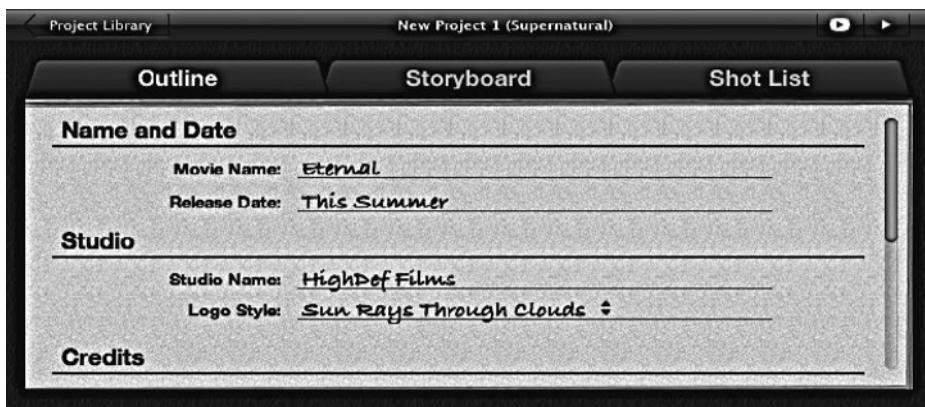 Project Library New Project 1 (Supernatural)
Outline Storyboard Shot List
Name and Date
Movie Name: Eternal
Release Date: This Summer
Studio
Studio Name: HighDef Films
Logo Style: Sun Rays Through Clouds
Credits